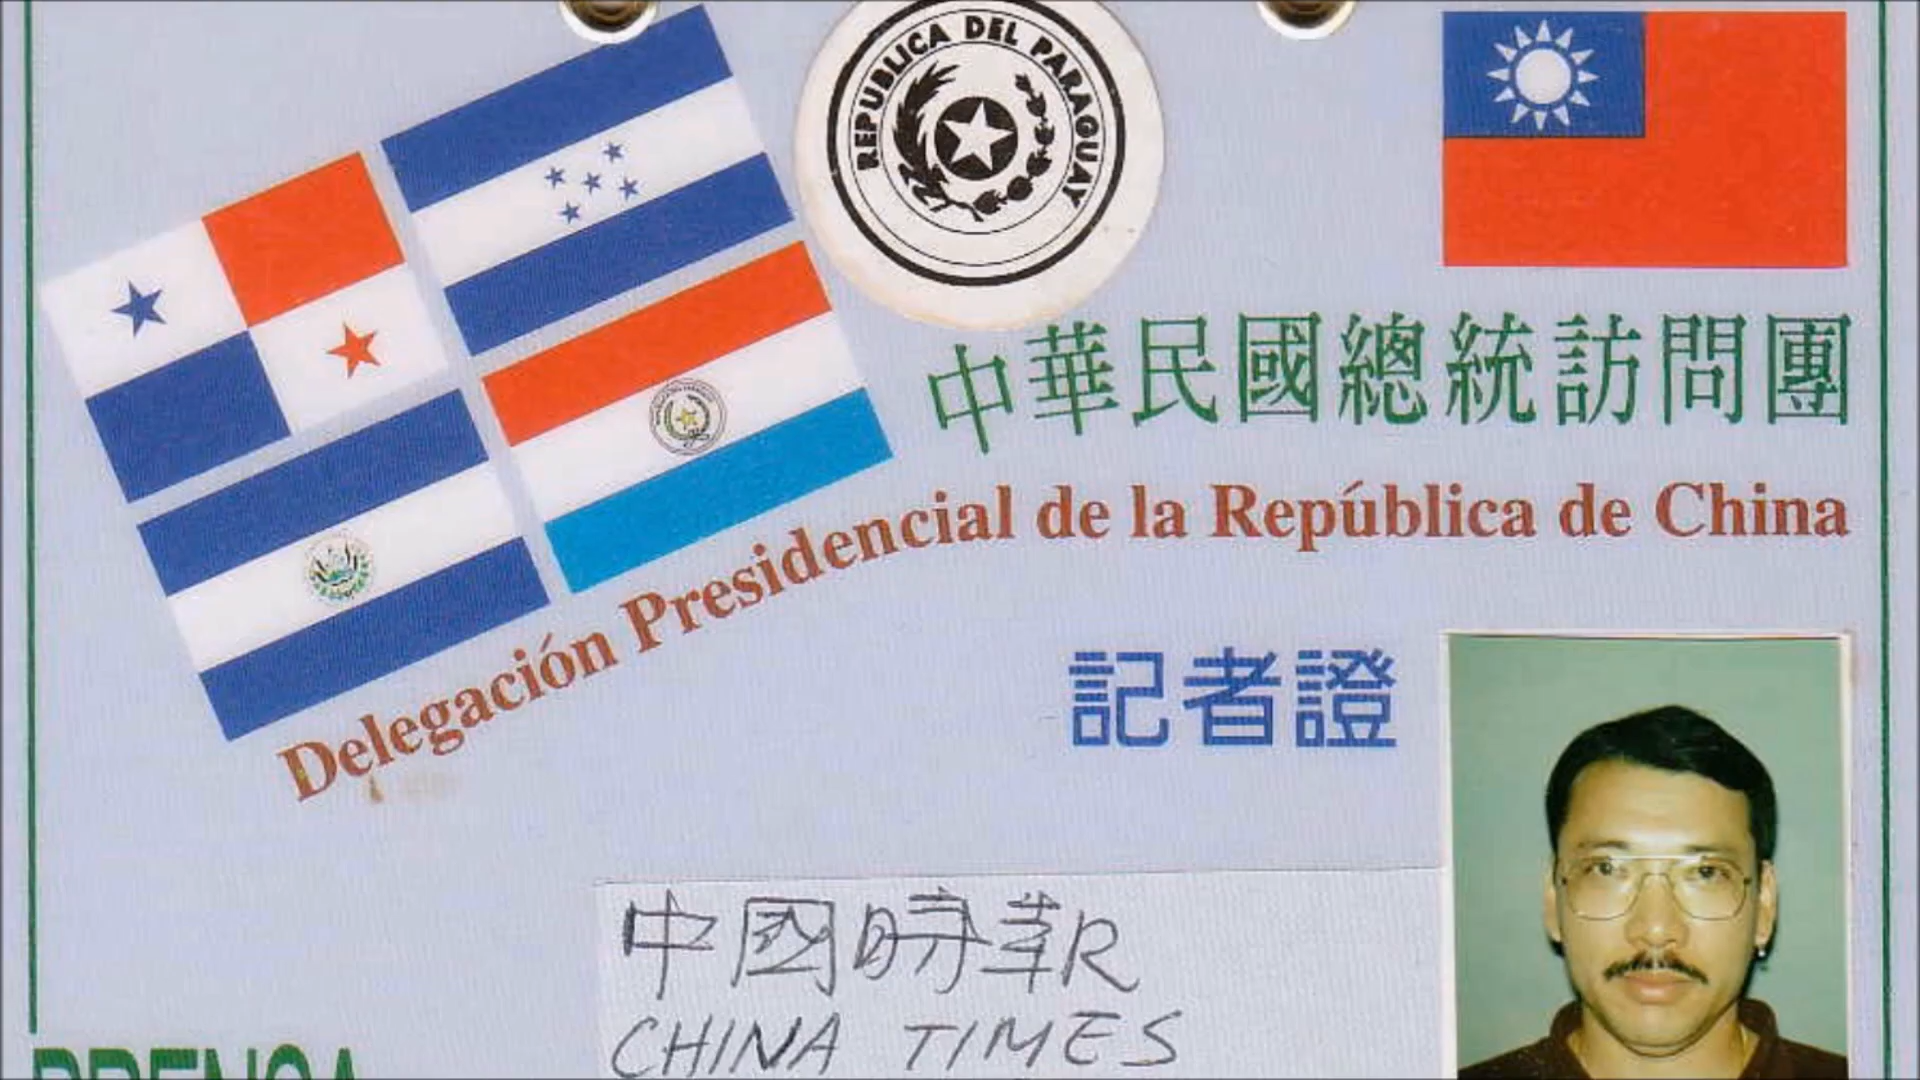 REPUBLICA DEL PARAGUAY
中華民國總統訪問團
Delegación Presidencial de la República de China
記者證
中國時報
CHINA TIMES
PRENSA